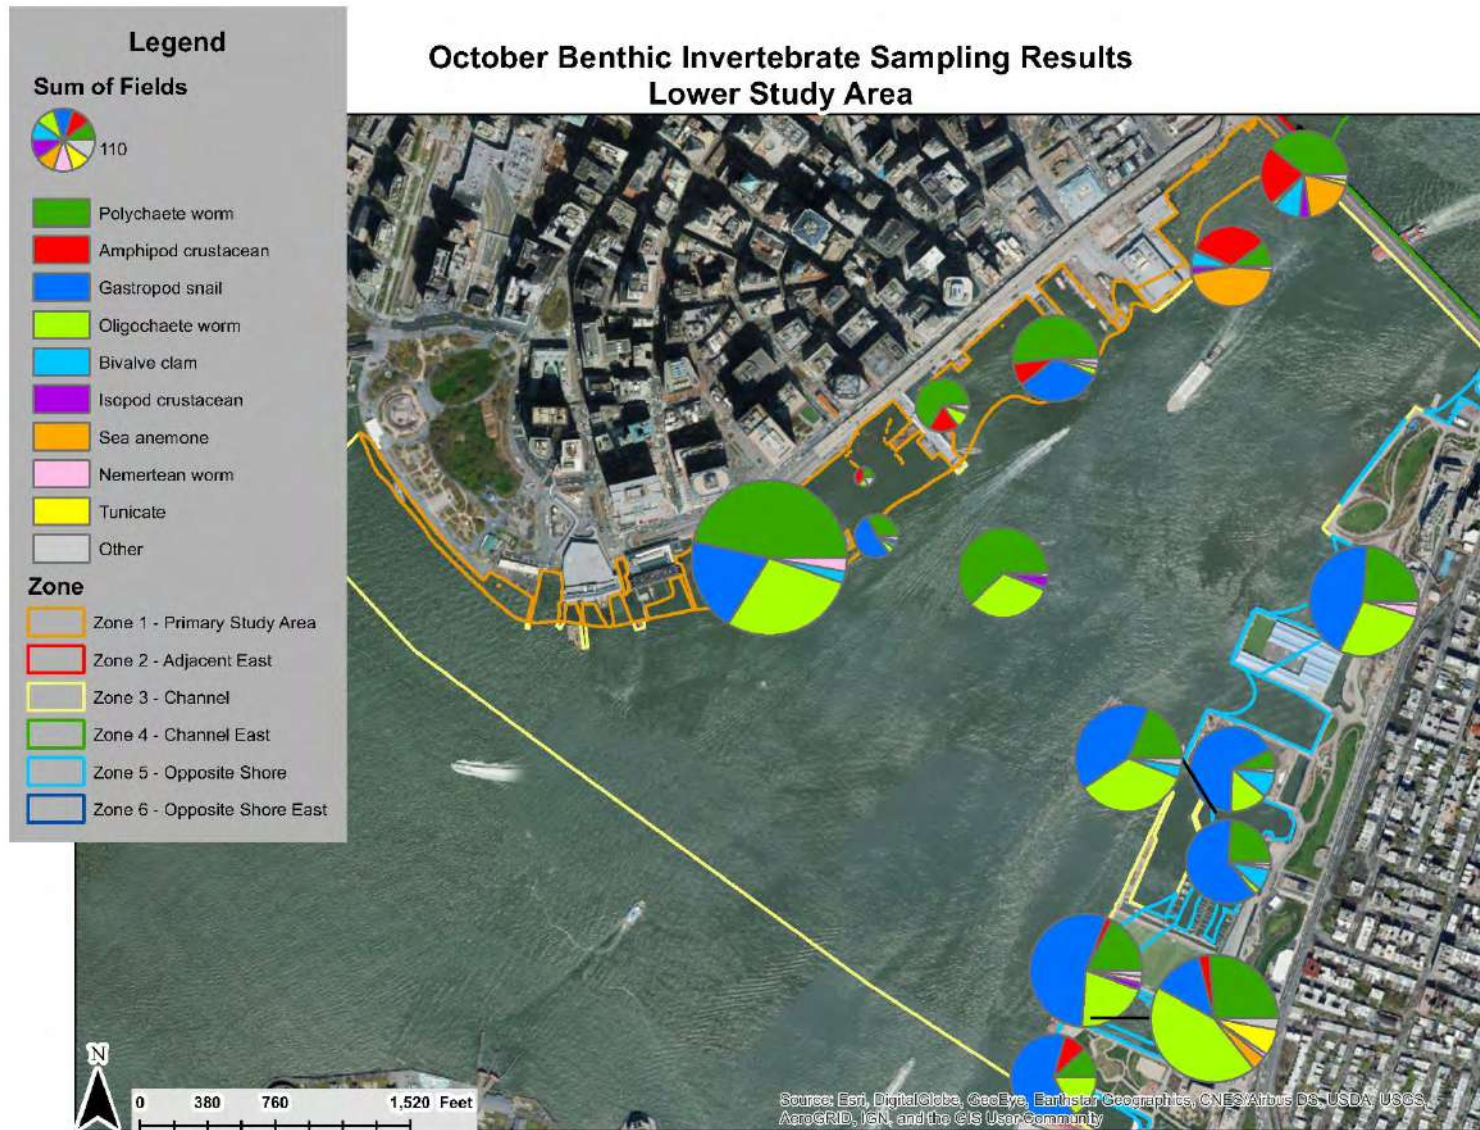 Legend
Sum of Fields
110
Polychaete worm
Amphipod crustacean
Gastropod snail
Oligochaete worm
Bivalve clam
Isopod crustacean
Sea anemone
Nemertean worm
Tunicate
Other
Zone
Zone 1 - Primary Study Area
Zone 2 - Adjacent East
Zone 3 - Channel
Zone 4 - Channel East
Zone 5 - Opposite Shore
Zone 6 - Opposite Shore East
October Benthic Invertebrate Sampling Results
Lower Study Area
N
0 380 760 1,520 Feet
Source: Esri, DigitalGlobe, GeoEye, Earthstar Geographics, CNES/Airbus DS, USDA, USGS,
AeroGRID, IGN, and the GIS User Community